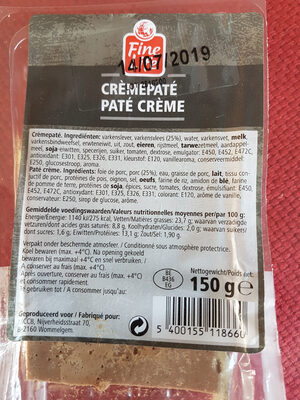 Fine
14/07/2019
CRÈMEPATÉ
PATÉ CRÈME
Crèmepaté. Ingrediënten: varkenslever, varkensvlees (25%), water, varkensvet, melk,
varkensbindweefsel, erwteneiwit, uit, zout, eieren, rijstmeel, tarwezetmeel, aardappel-
meel, soja-eiwitten, specerijen, suiker, tomaten, dextrose, emulgator: E450, E452, E472C,
antioxidant: E301, E325, E326, E331, kleurstof: E120, vanillearoma, conserveermiddel:
E250, glucosestroop, aroma.
Paté crème. Ingrédients: foie de porc, porc (25%), eau, graisse de porc, lait, tissu con-
jonctif de porc, protéines de pois, oignon, sel, oeufs, farine de riz, amidon de blé, farine
de pomme de terre, protéines de soja, épices, sucre, tomates, dextrose, émulsifiant: E450,
E452, E472C, antioxydant: E301, E325, E326, E331, colorant: E120, arôme de vanille,
conservateur: E250, sirop de glucose, arôme.
Gemiddelde voedingswaarden/Valeurs nutritionnelles moyennes per/par 100 g:
Energie/Energie: 1140 kJ/275 kcal, Vetten/Matières grasses: 23,7 g; waarvan verzadigde
vetzuren/dont acides gras saturés: 8,8 g, Koolhydraten/Glucides: 2,0 g; waarvan suikers/
dont sucres: 1,6 g; Eiwitten/Protéines: 13,1 g; Zout/Sel: 1,90 g.
Verpakt onder beschermende atmosfeer. / Conditionné sous atmosphère protectrice.
Koel bewaren (max. +4°C). Na opening
bewaren bij maximaal +4°C en snel verbruiken. /
A conserver au frais (max. +4°C)
Après ouverture, conserver au frais (max. +4°C)
et consommer rapidement.
Te gebruiken tot / A consommer jusqu'au:
BE
B436
EG
Nettogewicht/Poids net:
150 g e
5 400155 118660
Geproduceerd voor / Fabriqué pour:
CCB, Nijverheidsstraat 70,
B-2160 Wommelgem.